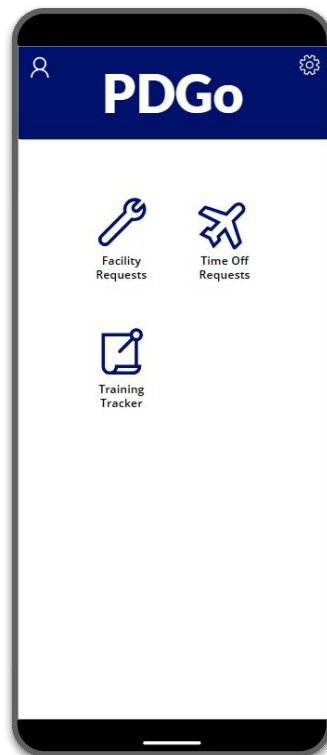 PDGo
Facility
Requests
Time Off
Requests
Training
Tracker